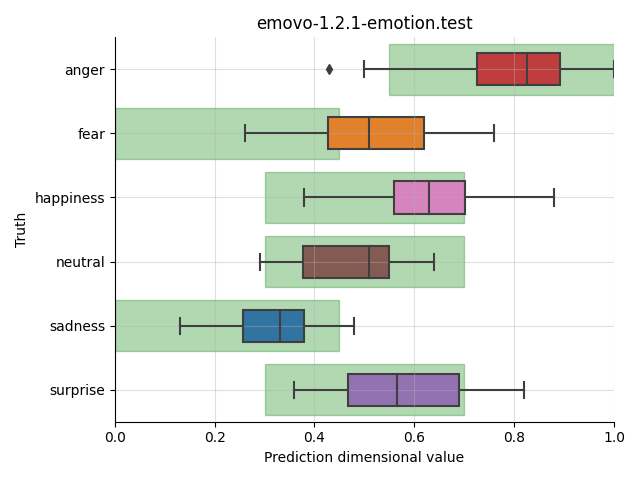 emovo-1.2.1-emotion.test
anger
fear
happiness
neutral
sadness
surprise
Truth
0.0 0.2 0.4 0.6 0.8 1.0
Prediction dimensional value